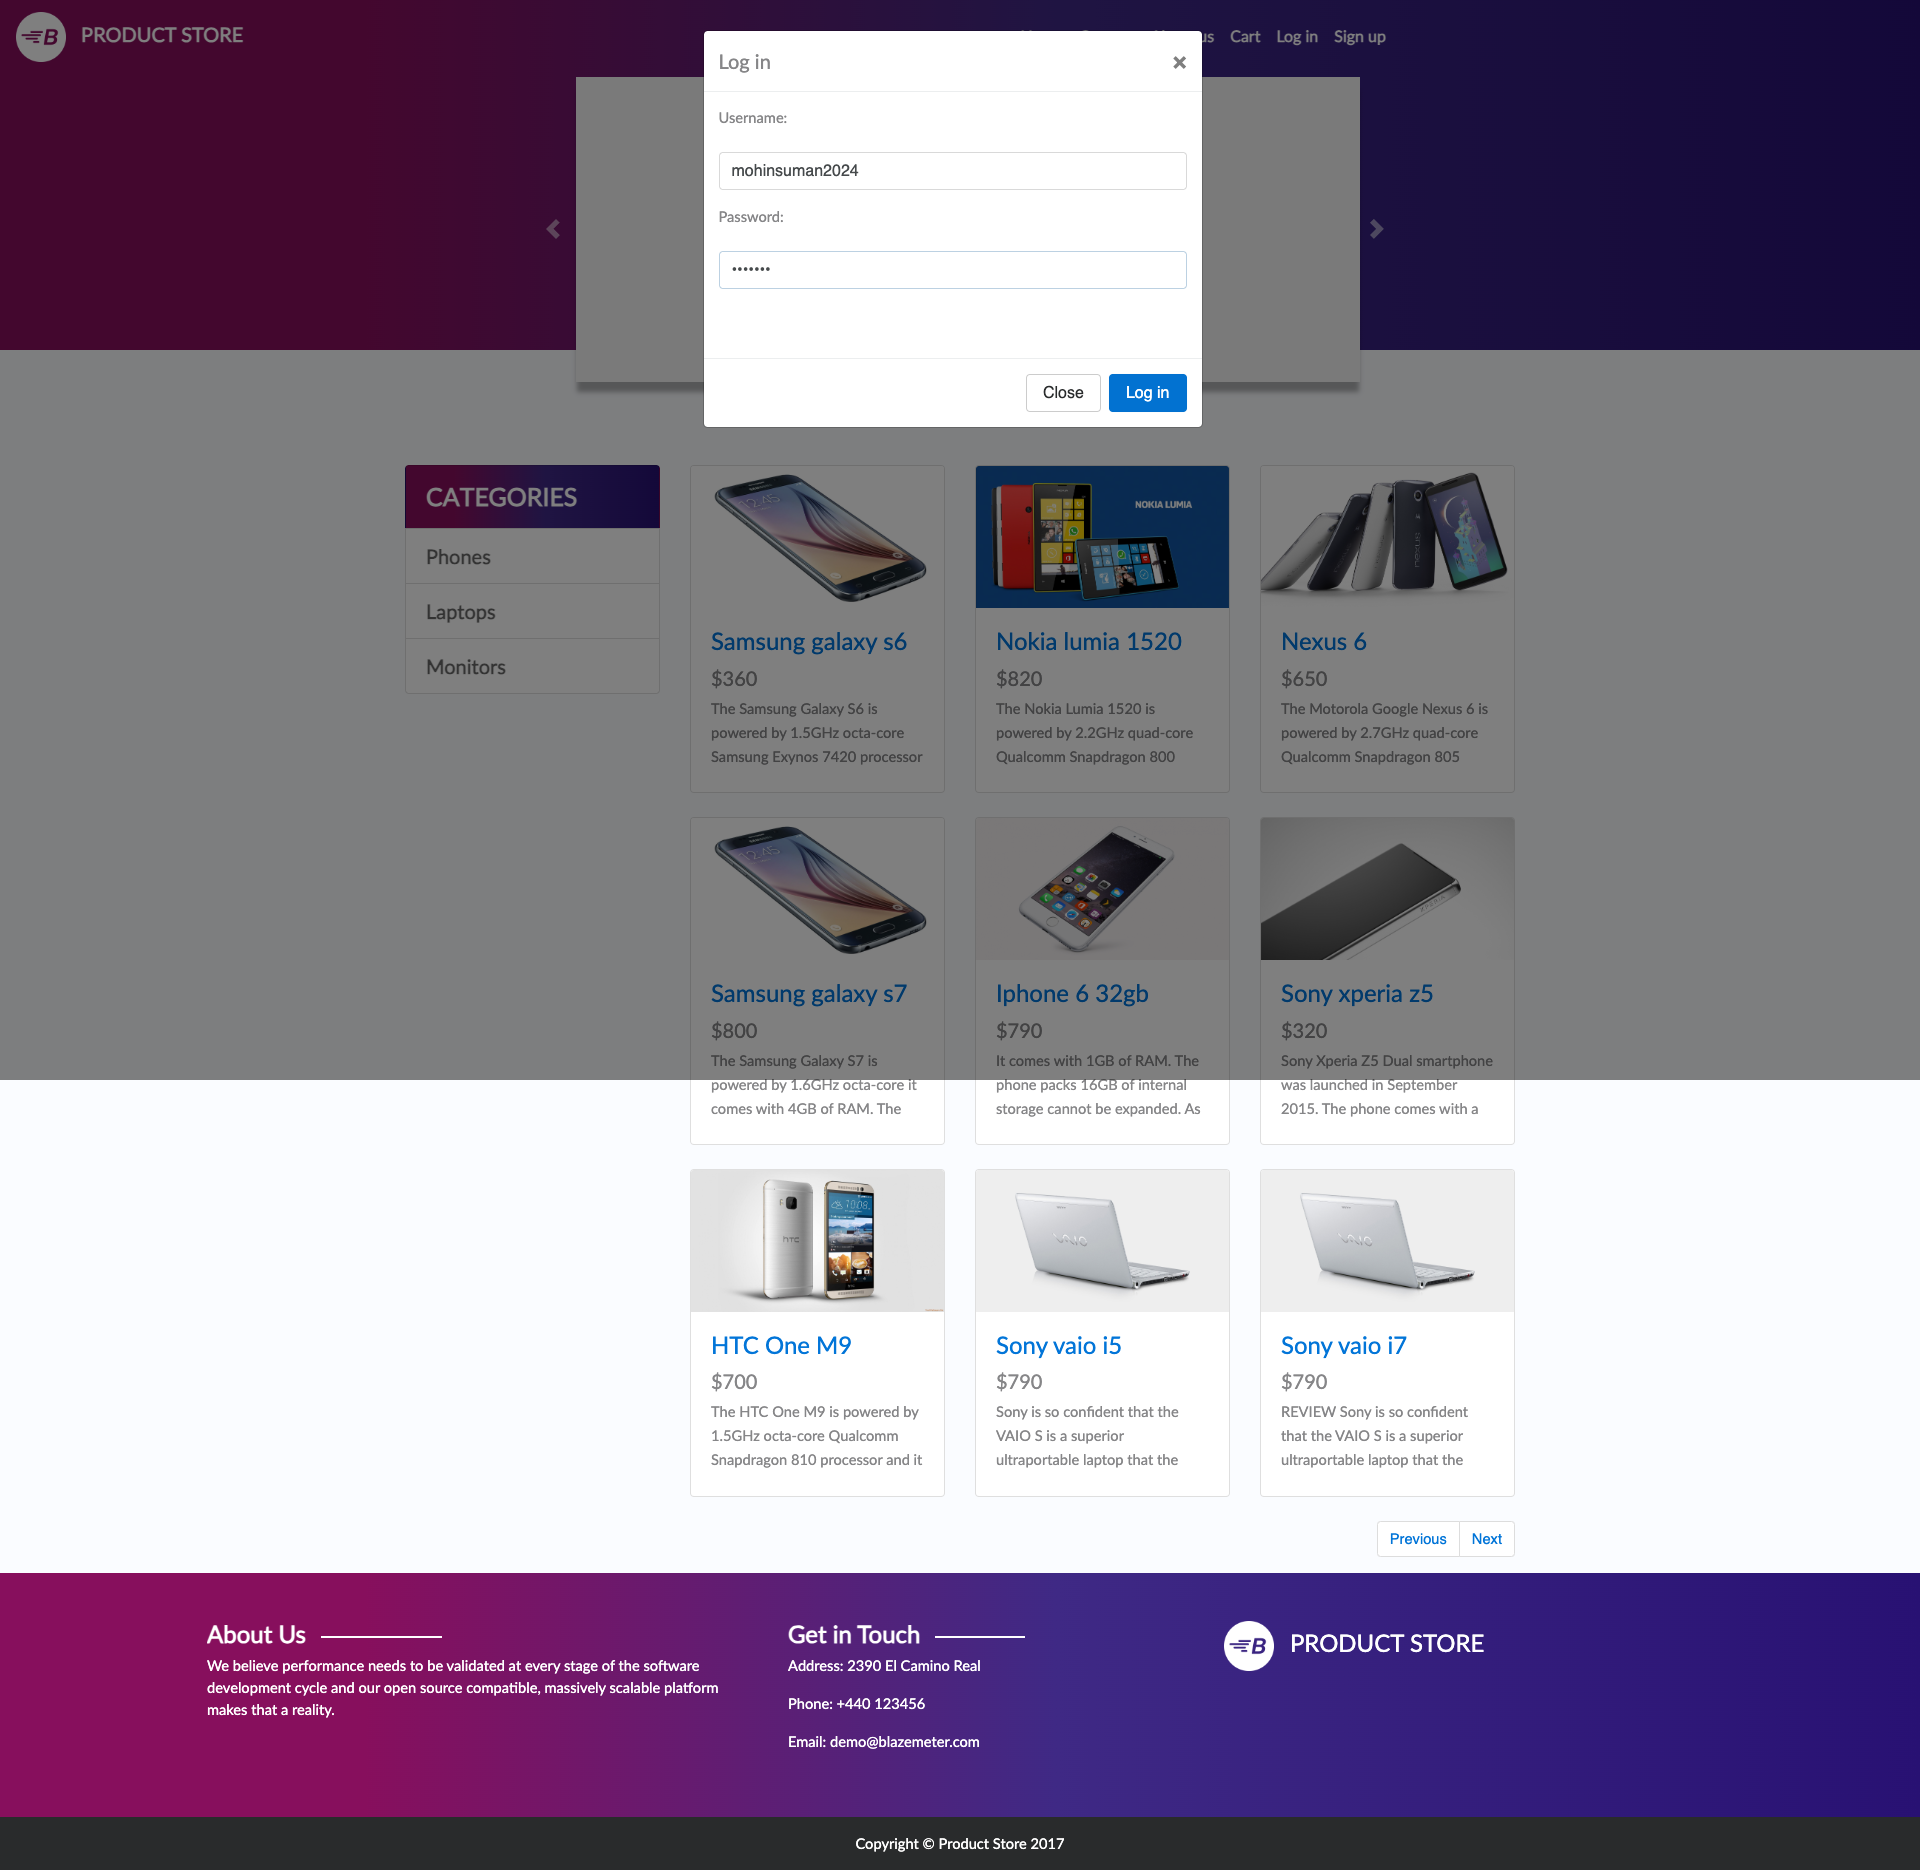 PRODUCT STORE
us
Cart
Log in
Sign up
Log in
×
Username:
mohinsuman2024
Password:
•••••••
Close
Log in
CATEGORIES
Phones
Laptops
Monitors
NOKIA LUMIA
Samsung galaxy s6
$360
The Samsung Galaxy S6 is
powered by 1.5GHz octa-core
Samsung Exynos 7420 processor
Nokia lumia 1520
$820
The Nokia Lumia 1520 is
powered by 2.2GHz quad-core
Qualcomm Snapdragon 800
Nexus 6
$650
The Motorola Google Nexus 6 is
powered by 2.7GHz quad-core
Qualcomm Snapdragon 805
Samsung galaxy s7
$800
The Samsung Galaxy S7 is
powered by 1.6GHz octa-core it
comes with 4GB of RAM. The
Iphone 6 32gb
$790
It comes with 1GB of RAM. The
phone packs 16GB of internal
storage cannot be expanded. As
Sony xperia z5
$320
Sony Xperia Z5 Dual smartphone
was launched in September
2015. The phone comes with a
hTC
VAIO
VAIO
HTC One M9
$700
The HTC One M9 is powered by
1.5GHz octa-core Qualcomm
Snapdragon 810 processor and it
Sony vaio i5
$790
Sony is so confident that the
VAIO S is a superior
ultraportable laptop that the
Sony vaio i7
$790
REVIEW Sony is so confident
that the VAIO S is a superior
ultraportable laptop that the
Previous
Next
About Us
We believe performance needs to be validated at every stage of the software
development cycle and our open source compatible, massively scalable platform
makes that a reality.
Get in Touch
Address: 2390 El Camino Real
Phone: +440 123456
Email: demo@blazemeter.com
B
PRODUCT STORE
Copyright © Product Store 2017